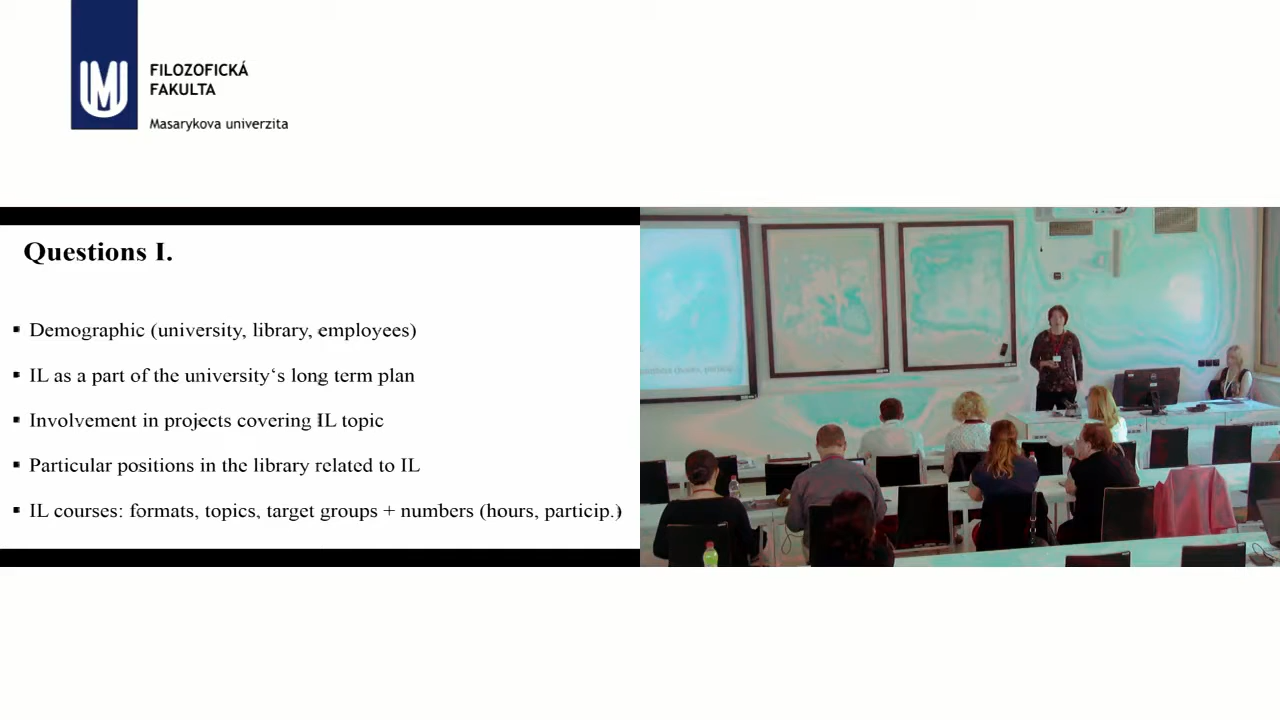 FILOZOFICKÁ
FAKULTA
Masarykova univerzita
Questions I.
▪ Demographic (university, library, employees)
▪ IL as a part of the university‘s long term plan
▪ Involvement in projects covering IL topic
▪ Particular positions in the library related to IL
▪ IL courses: formats, topics, target groups + numbers (hours, particip.)